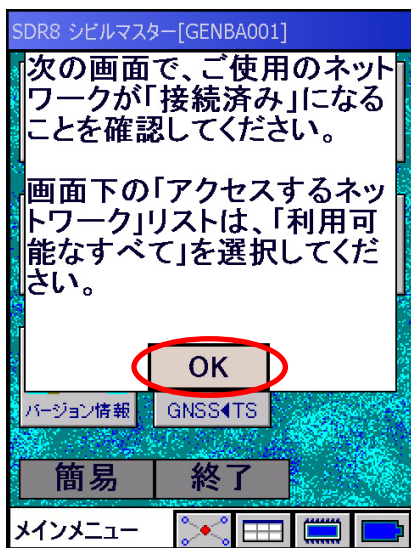 SDR8 シビルマスター[GENBA001]
次の画面で、ご使用のネット
ワークが「接続済み」になる
ことを確認してください。
画面下の「アクセスするネッ
トワーク」リストは、「利用可
能なすべて」を選択してくだ
さい。
OK
バージョン情報 GNSS◀TS
簡易 終了
メインメニュー